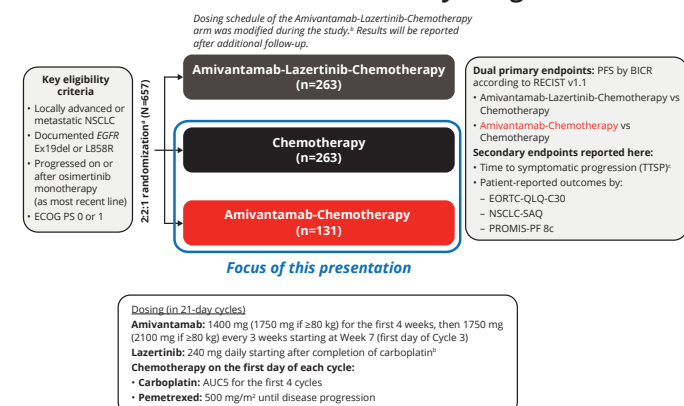 Dosing schedule of the Amivantamab-Lazertinib-Chemotherapy
arm was modified during the study.ᵇ Results will be reported
after additional follow-up.
Key eligibility
criteria
• Locally advanced or
metastatic NSCLC
• Documented EGFR
Ex19del or L858R
• Progressed on or
after osimertinib
monotherapy
(as most recent line)
• ECOG PS 0 or 1
2:2:1 randomizationᵃ (N=657)
Amivantamab-Lazertinib-Chemotherapy
(n=263)
Chemotherapy
(n=263)
Amivantamab-Chemotherapy
(n=131)
Focus of this presentation
Dual primary endpoints: PFS by BICR
according to RECIST v1.1
• Amivantamab-Lazertinib-Chemotherapy vs
Chemotherapy
• Amivantamab-Chemotherapy vs
Chemotherapy
Secondary endpoints reported here:
• Time to symptomatic progression (TTSP)ᶜ
• Patient-reported outcomes by:
– EORTC-QLQ-C30
– NSCLC-SAQ
– PROMIS-PF 8c
Dosing (in 21-day cycles)
Amivantamab: 1400 mg (1750 mg if ≥80 kg) for the first 4 weeks, then 1750 mg
(2100 mg if ≥80 kg) every 3 weeks starting at Week 7 (first day of Cycle 3)
Lazertinib: 240 mg daily starting after completion of carboplatinᵇ
Chemotherapy on the first day of each cycle:
• Carboplatin: AUC5 for the first 4 cycles
• Pemetrexed: 500 mg/m² until disease progression